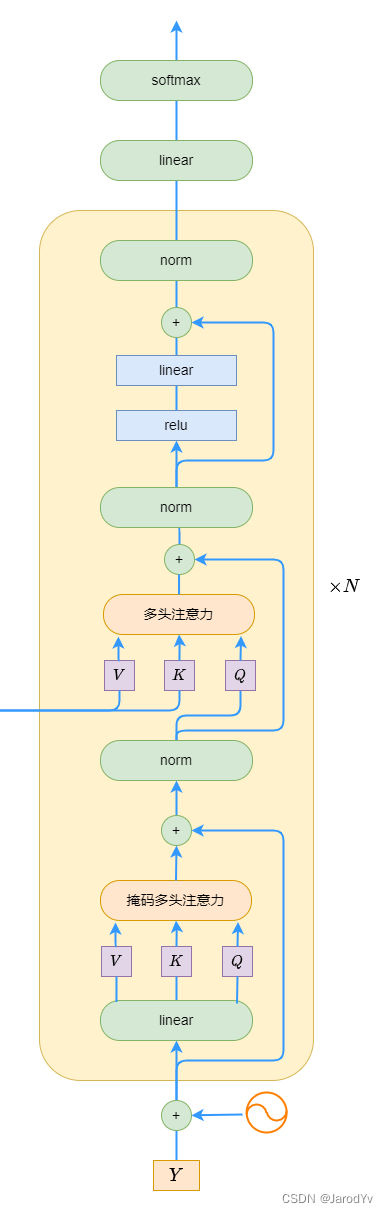 softmax
linear
norm
+
linear
relu
norm
+
×N
多头注意力
V K Q
norm
+
掩码多头注意力
V K Q
linear
+
Y
CSDN @JarodYv